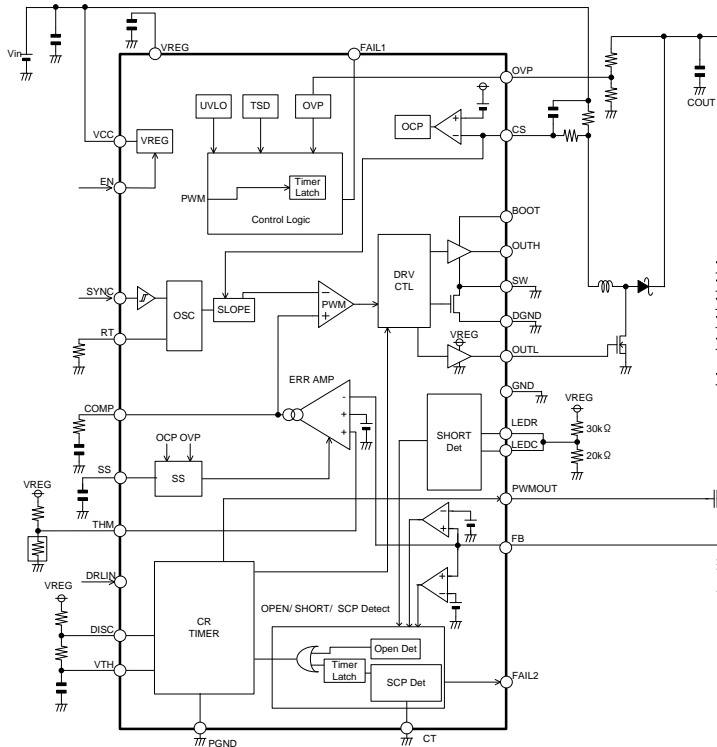 VREG
FAIL1
Vin
OVP
COUT
UVLO
TSD
OVP
OCP
CS
VCC
VREG
EN
PWM
Timer
Latch
Control Logic
BOOT
OUTH
DRV
CTL
SW
SYNC
OSC
SLOPE
PWM
DGND
RT
VREG
OUTL
ERR AMP
GND
VREG
COMP
SHORT
Det
LEDR
30kΩ
LEDC
20kΩ
OCP OVP
SS
SS
VREG
PWMOUT
THM
FB
DRLIN
VREG
OPEN/ SHORT/ SCP Detect
CR
TIMER
DISC
Open Det
Timer
Latch
SCP Det
VTH
FAIL2
PGND
CT